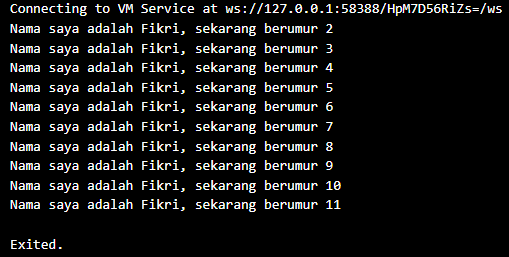 Connecting to VM Service at ws://127.0.0.1:58388/HpM7D56RiZs=/ws
Nama saya adalah Fikri, sekarang berumur 2
Nama saya adalah Fikri, sekarang berumur 3
Nama saya adalah Fikri, sekarang berumur 4
Nama saya adalah Fikri, sekarang berumur 5
Nama saya adalah Fikri, sekarang berumur 6
Nama saya adalah Fikri, sekarang berumur 7
Nama saya adalah Fikri, sekarang berumur 8
Nama saya adalah Fikri, sekarang berumur 9
Nama saya adalah Fikri, sekarang berumur 10
Nama saya adalah Fikri, sekarang berumur 11
Exited.